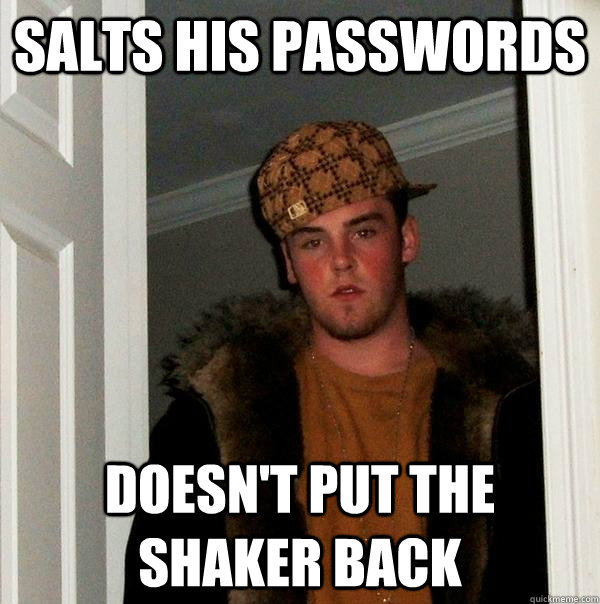 SALTS HIS PASSWORDS
DOESN'T PUT THE
SHAKER BACK
quickmeme.com